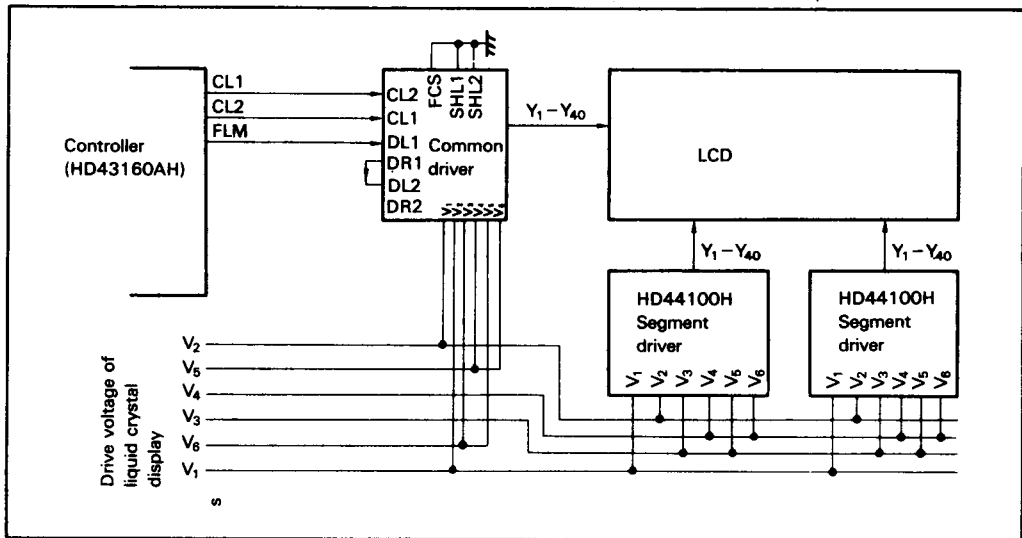 Controller
(HD43160AH)
CL1
CL2
FLM
CL2
CL1
DL1
DR1
DL2
DR2
FCS
SHL1
SHL2
Common
driver
Y1–Y40
LCD
Y1–Y40
Y1–Y40
HD44100H
Segment
driver
V1 V2 V3 V4 V5 V6
HD44100H
Segment
driver
V1 V2 V3 V4 V5 V6
Drive voltage of
liquid crystal
display
V2
V5
V4
V3
V6
V1
s